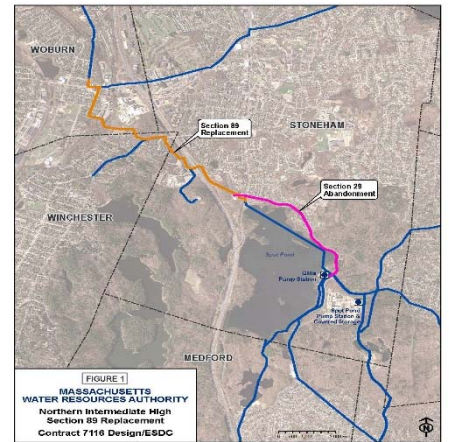 WOBURN
Section 89
Replacement
STONEHAM
Section 29
Abandonment
WINCHESTER
Spot Pond
Gillis
Pump Station
Spot Pond
Pump Station &
Covered Storage
MEDFORD
FIGURE 1
MASSACHUSETTS
WATER RESOURCES AUTHORITY
Northern Intermediate High
Section 89 Replacement
Contract 7116 Design/ESDC